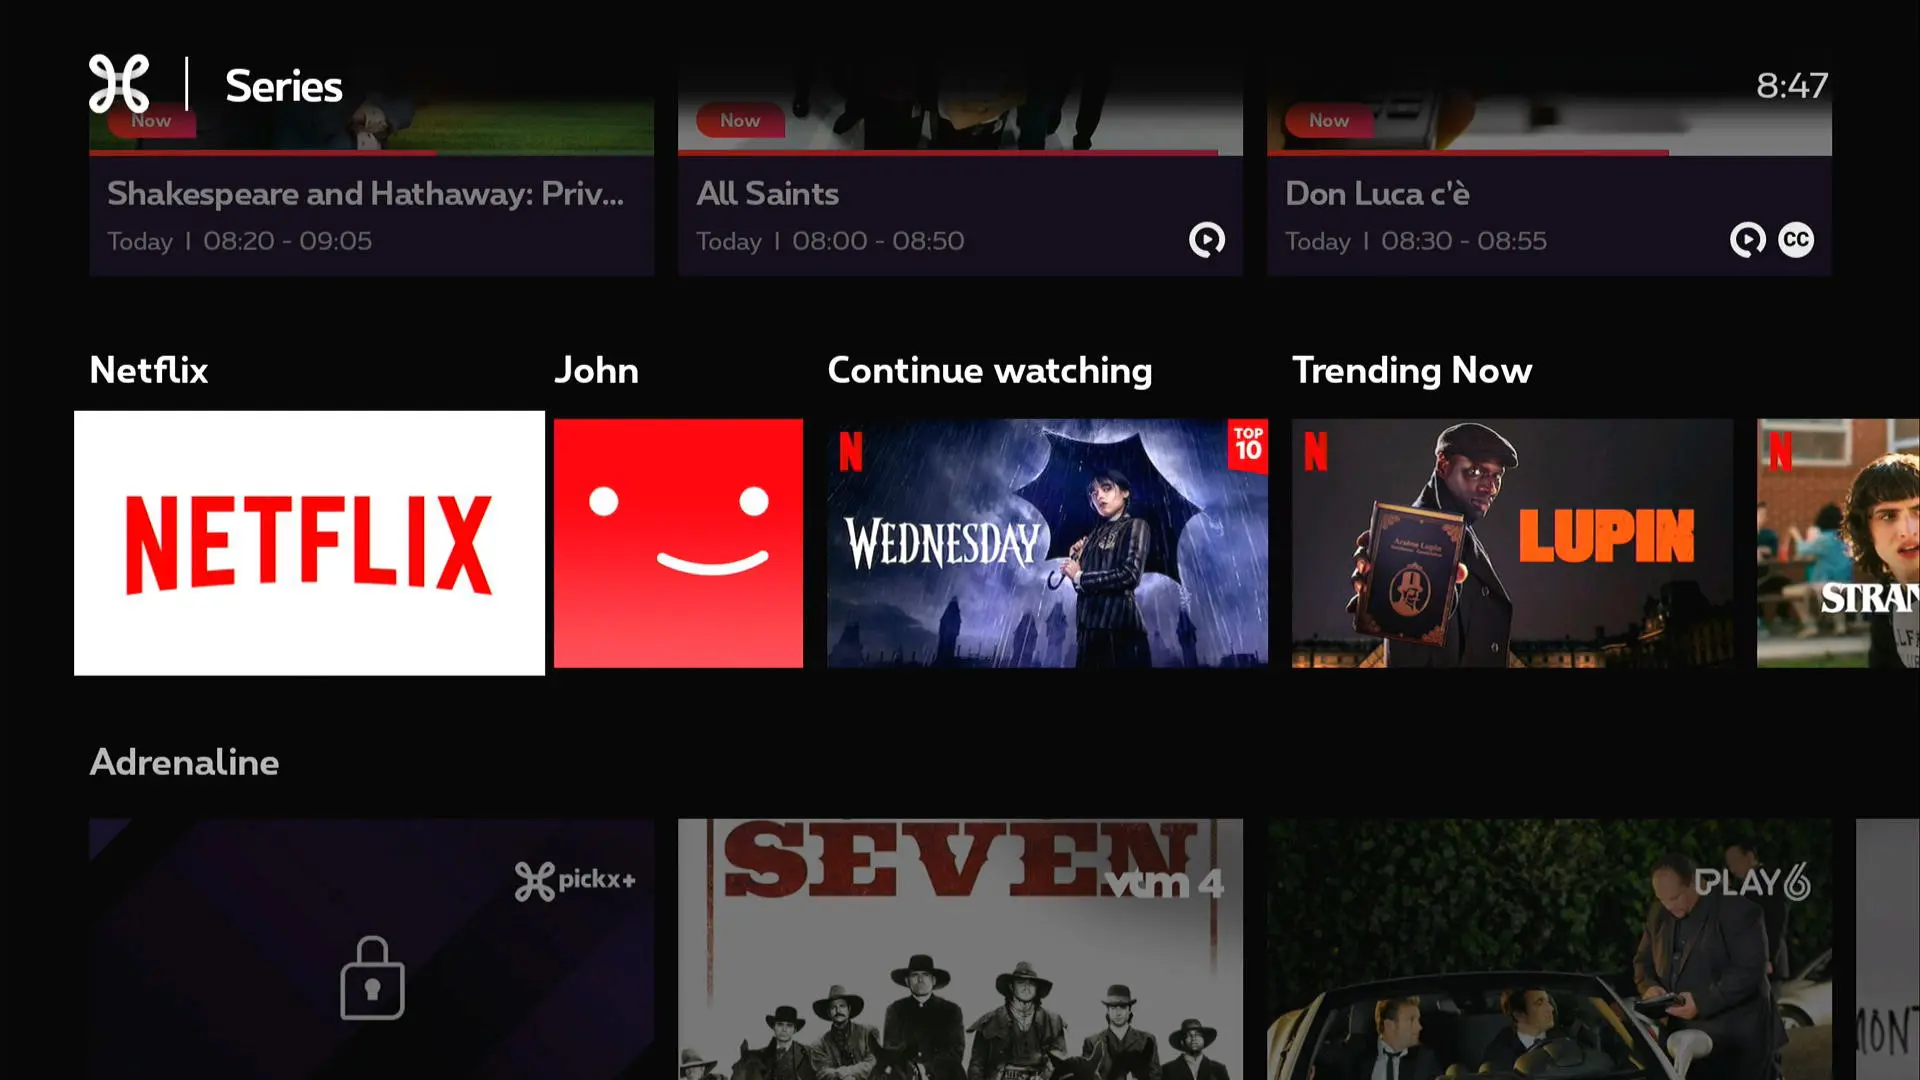 Series
8:47
Now
Now
Now
Shakespeare and Hathaway: Priv...
Today | 08:20 - 09:05
All Saints
Today | 08:00 - 08:50
Don Luca c'è
Today | 08:30 - 08:55
CC
Netflix
John
Continue watching
Trending Now
NETFLIX
N
WEDNESDAY
TOP
10
N
Arsène Lupin
LUPIN
N
STRAN
Adrenaline
pickx+
SEVEN
vtm 4
PLAY6